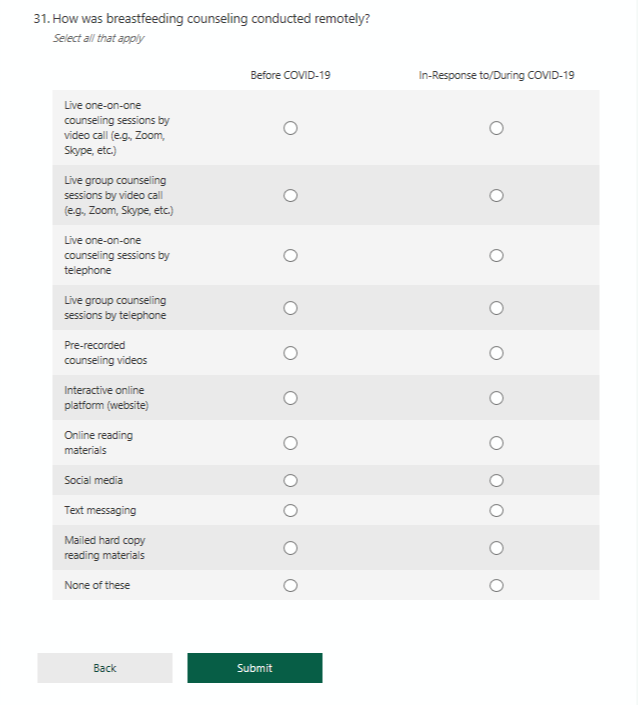 31. How was breastfeeding counseling conducted remotely?
Select all that apply
Before COVID-19
In-Response to/During COVID-19
Live one-on-one
counseling sessions by
video call (e.g., Zoom,
Skype, etc.)
Live group counseling
sessions by video call
(e.g., Zoom, Skype, etc.)
Live one-on-one
counseling sessions by
telephone
Live group counseling
sessions by telephone
Pre-recorded
counseling videos
Interactive online
platform (website)
Online reading
materials
Social media
Text messaging
Mailed hard copy
reading materials
None of these
Back
Submit